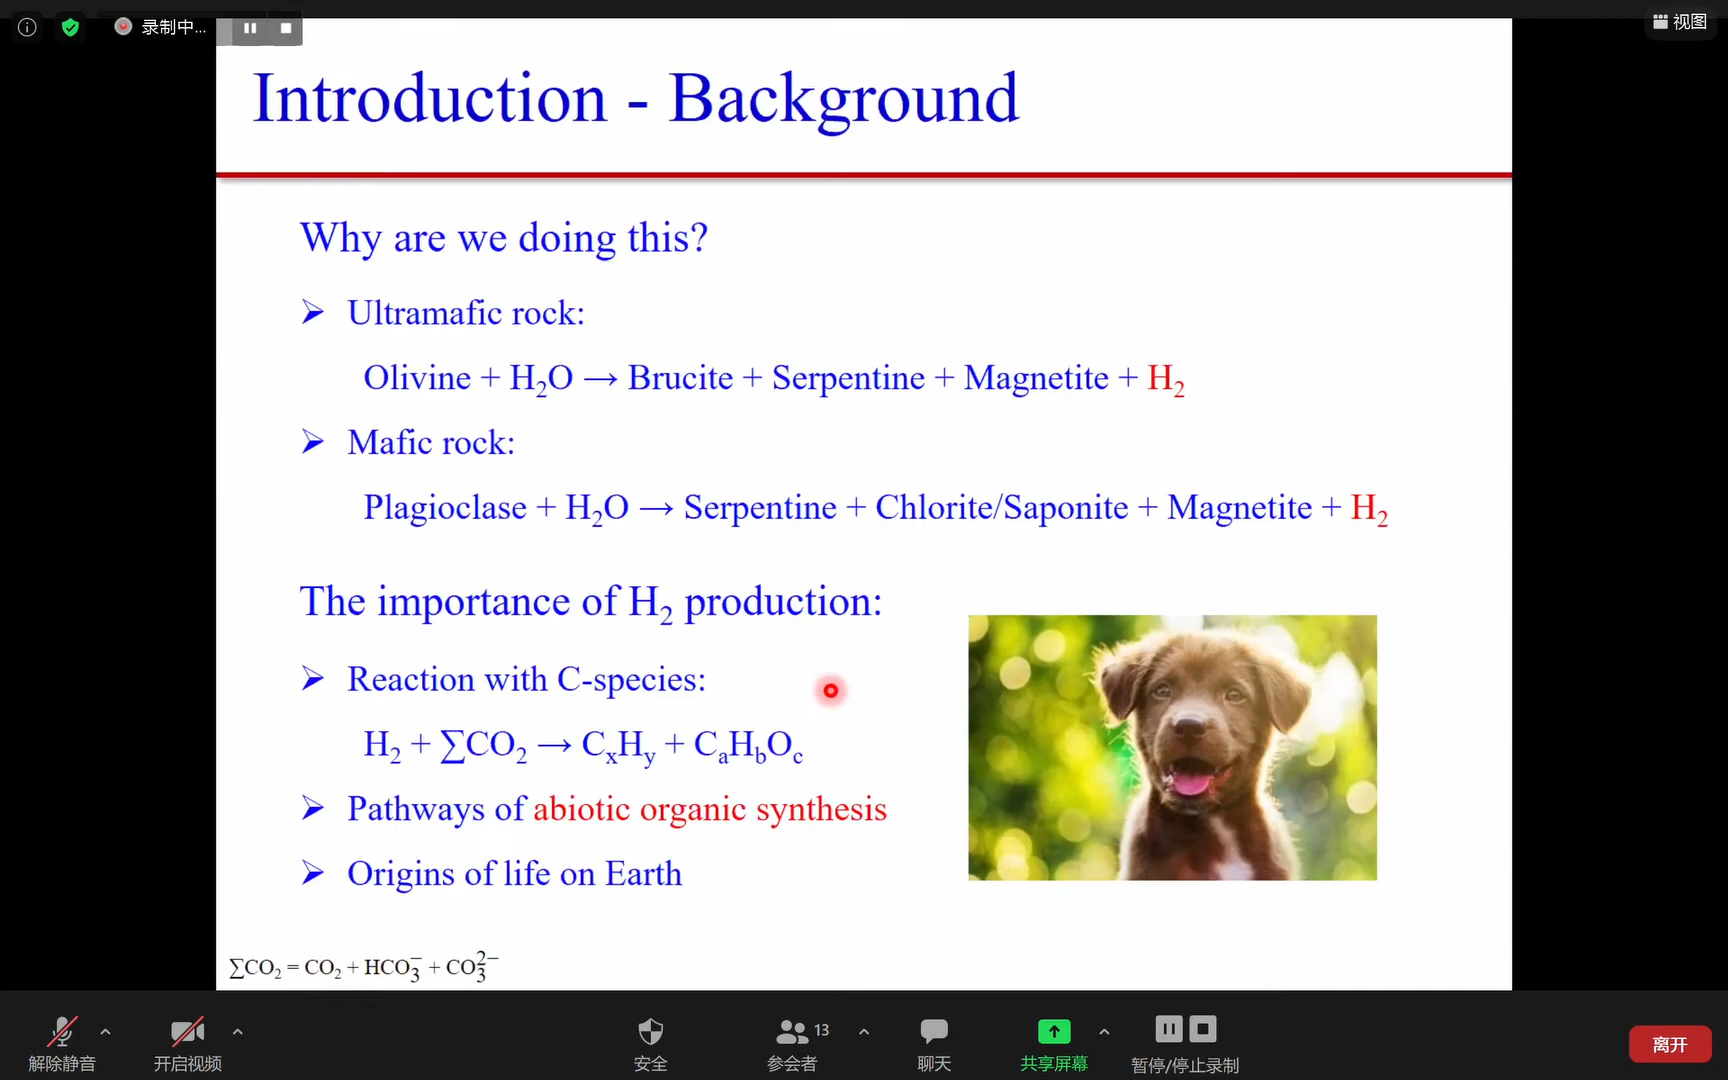 录制中...
视图
Introduction - Background
Why are we doing this?
➢ Ultramafic rock:
Olivine + H₂O → Brucite + Serpentine + Magnetite + H₂
➢ Mafic rock:
Plagioclase + H₂O → Serpentine + Chlorite/Saponite + Magnetite + H₂
The importance of H₂ production:
➢ Reaction with C-species:
H₂ + ∑CO₂ → CₓHᵧ + CₐH_bO_c
➢ Pathways of abiotic organic synthesis
➢ Origins of life on Earth
∑CO₂ = CO₂ + HCO₃⁻ + CO₃²⁻
解除静音
开启视频
安全
13
参会者
聊天
共享屏幕
暂停/停止录制
离开